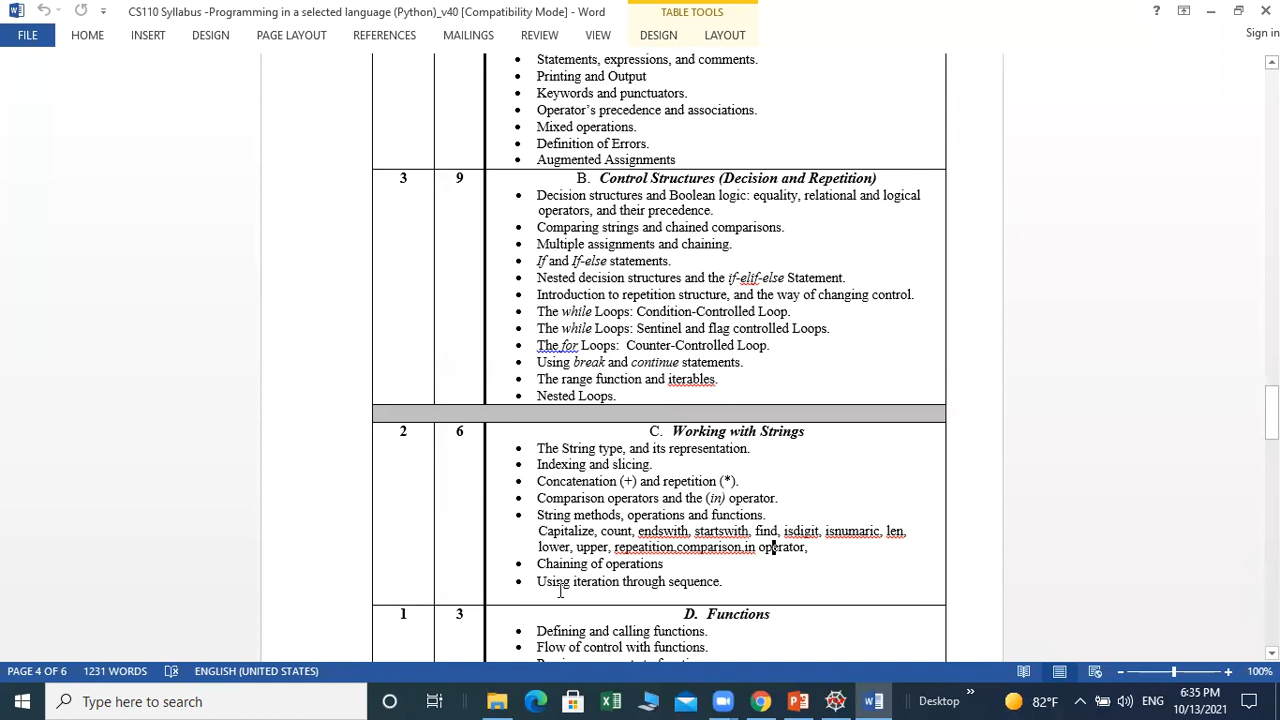 CS110 Syllabus -Programming in a selected language (Python)_v40 [Compatibility Mode] - Word
TABLE TOOLS
?
FILE
HOME
INSERT
DESIGN
PAGE LAYOUT
REFERENCES
MAILINGS
REVIEW
VIEW
DESIGN
LAYOUT
Sign in
• Statements, expressions, and comments.
• Printing and Output
• Keywords and punctuators.
• Operator's precedence and associations.
• Mixed operations.
• Definition of Errors.
• Augmented Assignments
3 9 B. Control Structures (Decision and Repetition)
• Decision structures and Boolean logic: equality, relational and logical
operators, and their precedence.
• Comparing strings and chained comparisons.
• Multiple assignments and chaining.
• If and If-else statements.
• Nested decision structures and the if-elif-else Statement.
• Introduction to repetition structure, and the way of changing control.
• The while Loops: Condition-Controlled Loop.
• The while Loops: Sentinel and flag controlled Loops.
• The for Loops: Counter-Controlled Loop.
• Using break and continue statements.
• The range function and iterables.
• Nested Loops.
2 6 C. Working with Strings
• The String type, and its representation.
• Indexing and slicing.
• Concatenation (+) and repetition (*).
• Comparison operators and the (in) operator.
• String methods, operations and functions.
Capitalize, count, endswith, startswith, find, isdigit, isnumaric, len,
lower, upper, repeatition,comparison,in operator,
• Chaining of operations
• Using iteration through sequence.
1 3 D. Functions
• Defining and calling functions.
• Flow of control with functions.
PAGE 4 OF 6
1231 WORDS
ENGLISH (UNITED STATES)
100%
Type here to search
Desktop
82°F
ENG
6:35 PM
10/13/2021